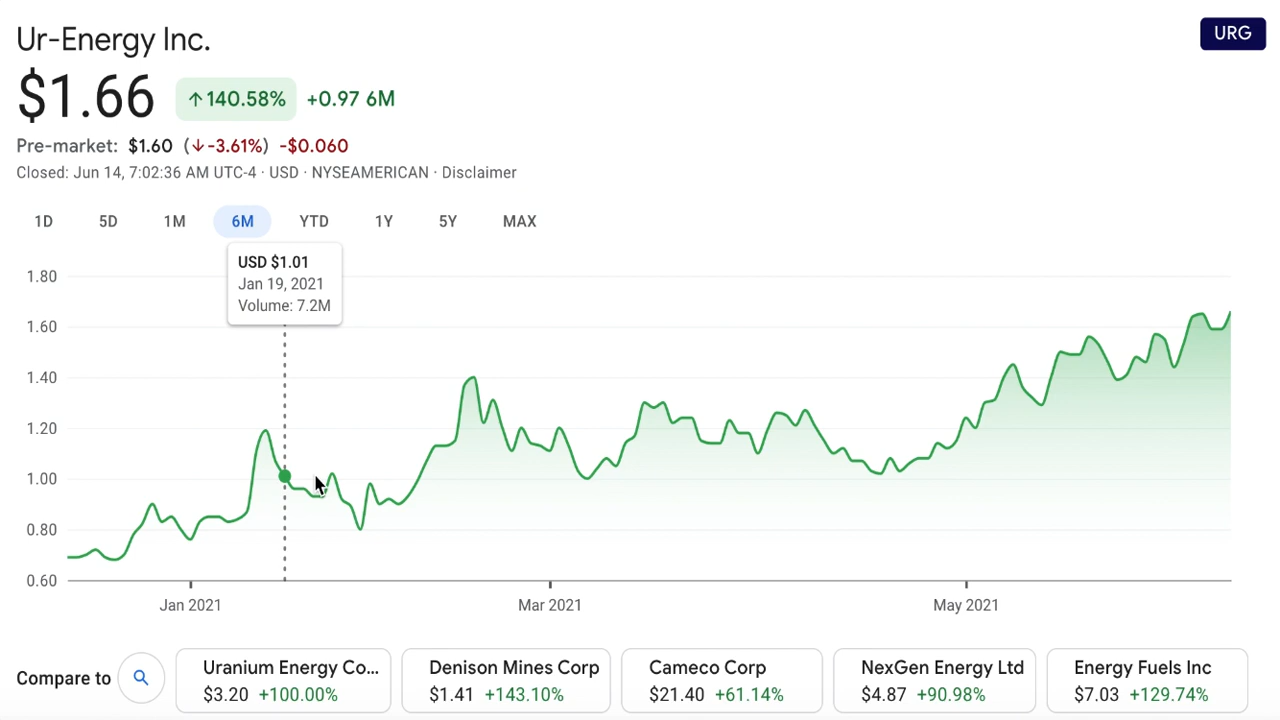 Ur-Energy Inc.
URG
$1.66 ↑140.58% +0.97 6M
Pre-market: $1.60 (↓-3.61%) -$0.060
Closed: Jun 14, 7:02:36 AM UTC-4 · USD · NYSEAMERICAN · Disclaimer
1D 5D 1M 6M YTD 1Y 5Y MAX
USD $1.01
Jan 19, 2021
Volume: 7.2M
1.80
1.60
1.40
1.20
1.00
0.80
0.60
Jan 2021 Mar 2021 May 2021
Compare to
Uranium Energy Co...
$3.20 +100.00%
Denison Mines Corp
$1.41 +143.10%
Cameco Corp
$21.40 +61.14%
NexGen Energy Ltd
$4.87 +90.98%
Energy Fuels Inc
$7.03 +129.74%